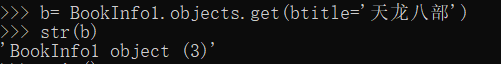 >>> b= BookInfo1.objects.get(btitle='天龙八部')
>>> str(b)
'BookInfo1 object (3)'